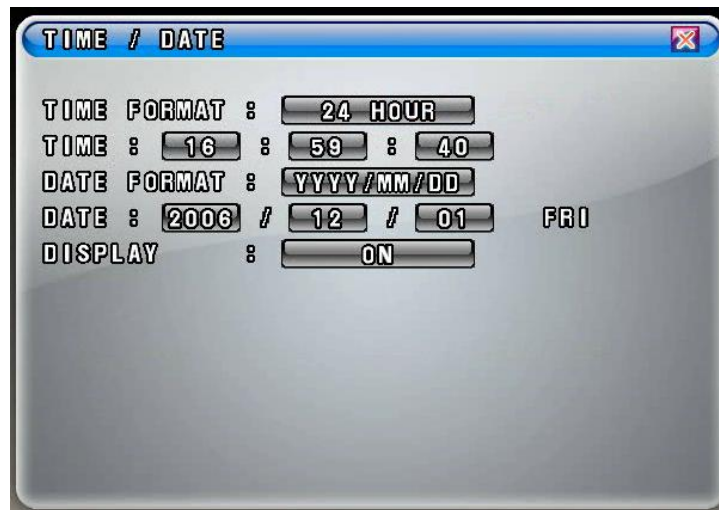 TIME / DATE
TIME FORMAT : 24 HOUR
TIME : 16 : 59 : 40
DATE FORMAT : YYYY/MM/DD
DATE : 2006 / 12 / 01 FRI
DISPLAY : ON